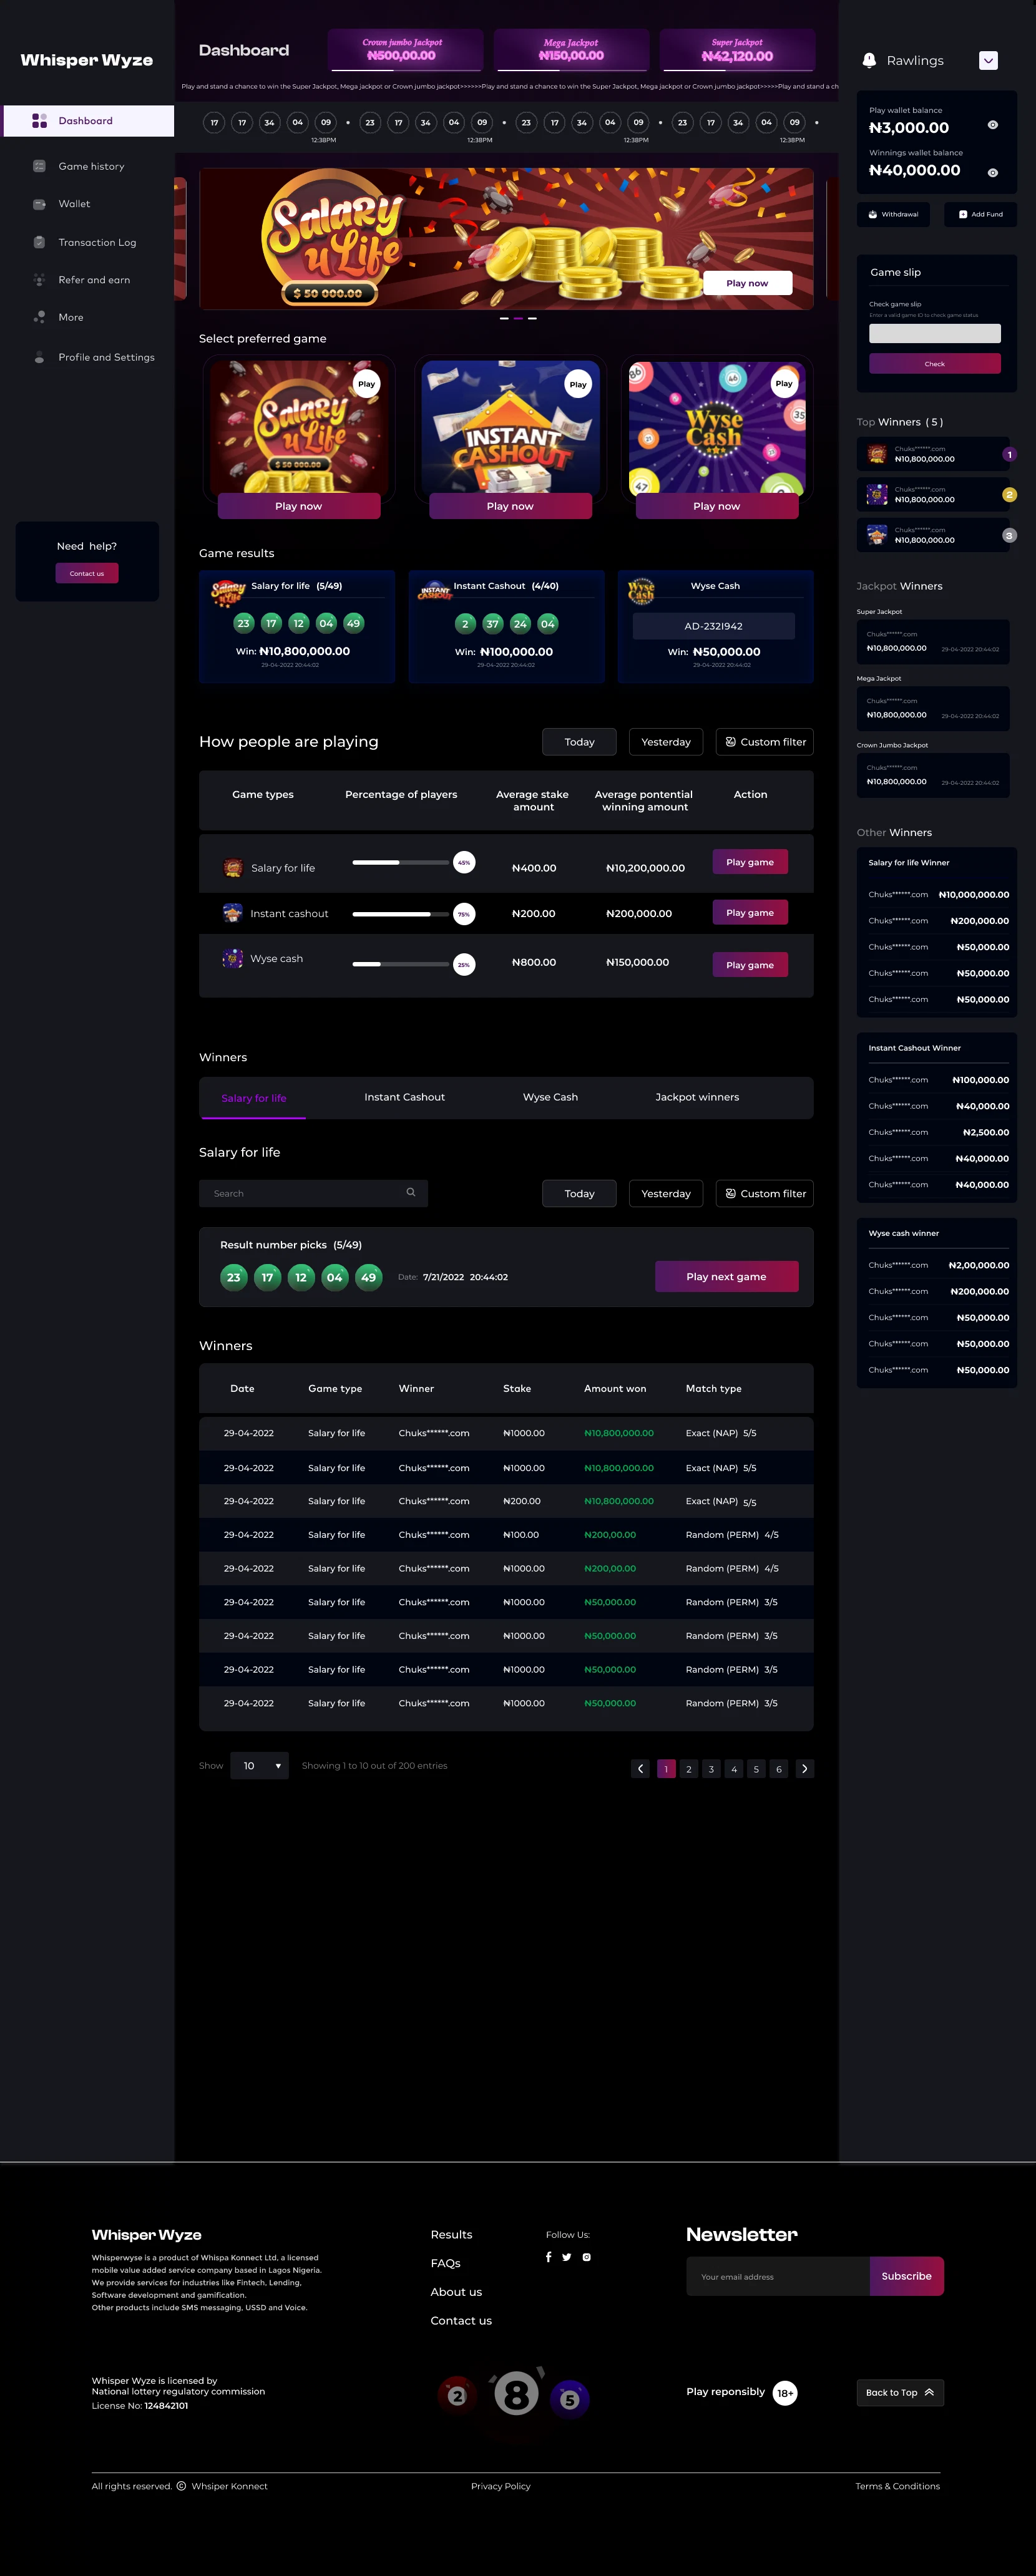 Whisper Wyze
Dashboard
Game history
Wallet
Transaction Log
Refer and earn
More
Profile and Settings
Need help?
Contact us
Dashboard
Crown jumbo Jackpot
₦500,00.00
Mega Jackpot
₦150,00.00
Super Jackpot
₦42,120.00
Play and stand a chance to win the Super Jackpot, Mega jackpot or Crown jumbo jackpot>>>>>>Play and stand a chance to win the Super Jackpot, Mega jackpot or Crown jumbo jackpot>>>>>Play and stand a ch
17 17 34 04 09 • 23 17 34 04 09 • 23 17 34 04 09 • 23 17 34 04 09 •
12:38PM 12:38PM 12:38PM 12:38PM
Salary
u Life
$ 50 000.00
Play now
Select preferred game
Play
Salary
u Life
$ 50 000.00
Play now
Play
INSTANT
CASHOUT
Play now
Play
86 46 35 31 47
Wyse
Cash
Play now
Game results
Salary u Life
Salary for life (5/49)
23 17 12 04 49
Win: ₦10,800,000.00
29-04-2022 20:44:02
INSTANT CASHOUT
Instant Cashout (4/40)
2 37 24 04
Win: ₦100,000.00
29-04-2022 20:44:02
Wyse Cash
Wyse Cash
AD-232I942
Win: ₦50,000.00
29-04-2022 20:44:02
How people are playing
Today Yesterday Custom filter
Game types Percentage of players Average stake amount Average pontential winning amount Action
Salary for life 45% ₦400.00 ₦10,200,000.00 Play game
Instant cashout 75% ₦200.00 ₦200,000.00 Play game
Wyse cash 25% ₦800.00 ₦150,000.00 Play game
Winners
Salary for life Instant Cashout Wyse Cash Jackpot winners
Salary for life
Search
Today Yesterday Custom filter
Result number picks (5/49)
23 17 12 04 49 Date: 7/21/2022 20:44:02
Play next game
Winners
Date Game type Winner Stake Amount won Match type
29-04-2022 Salary for life Chuks******.com ₦1000.00 ₦10,800,000.00 Exact (NAP) 5/5
29-04-2022 Salary for life Chuks******.com ₦1000.00 ₦10,800,000.00 Exact (NAP) 5/5
29-04-2022 Salary for life Chuks******.com ₦200.00 ₦10,800,000.00 Exact (NAP) 5/5
29-04-2022 Salary for life Chuks******.com ₦100.00 ₦200,00.00 Random (PERM) 4/5
29-04-2022 Salary for life Chuks******.com ₦1000.00 ₦200,00.00 Random (PERM) 4/5
29-04-2022 Salary for life Chuks******.com ₦1000.00 ₦50,000.00 Random (PERM) 3/5
29-04-2022 Salary for life Chuks******.com ₦1000.00 ₦50,000.00 Random (PERM) 3/5
29-04-2022 Salary for life Chuks******.com ₦1000.00 ₦50,000.00 Random (PERM) 3/5
29-04-2022 Salary for life Chuks******.com ₦1000.00 ₦50,000.00 Random (PERM) 3/5
Show 10 Showing 1 to 10 out of 200 entries
1 2 3 4 5 6
Rawlings
Play wallet balance
₦3,000.00
Winnings wallet balance
₦40,000.00
Withdrawal Add Fund
Game slip
Check game slip
Enter a valid game ID to check game status
Check
Top Winners ( 5 )
Chuks******.com
₦10,800,000.00
1
Chuks******.com
₦10,800,000.00
2
Chuks******.com
₦10,800,000.00
3
Jackpot Winners
Super Jackpot
Chuks******.com
₦10,800,000.00 29-04-2022 20:44:02
Mega Jackpot
Chuks******.com
₦10,800,000.00 29-04-2022 20:44:02
Crown Jumbo Jackpot
Chuks******.com
₦10,800,000.00 29-04-2022 20:44:02
Other Winners
Salary for life Winner
Chuks******.com ₦10,000,000.00
Chuks******.com ₦200,000.00
Chuks******.com ₦50,000.00
Chuks******.com ₦50,000.00
Chuks******.com ₦50,000.00
Instant Cashout Winner
Chuks******.com ₦100,000.00
Chuks******.com ₦40,000.00
Chuks******.com ₦2,500.00
Chuks******.com ₦40,000.00
Chuks******.com ₦40,000.00
Wyse cash winner
Chuks******.com ₦2,00,000.00
Chuks******.com ₦200,000.00
Chuks******.com ₦50,000.00
Chuks******.com ₦50,000.00
Chuks******.com ₦50,000.00
Whisper Wyze
Whisperwyse is a product of Whispa Konnect Ltd, a licensed
mobile value added service company based in Lagos Nigeria.
We provide services for industries like Fintech, Lending,
Software development and gamification.
Other products include SMS messaging, USSD and Voice.
Results
FAQs
About us
Contact us
Follow Us:
Newsletter
Your email address
Subscribe
Whisper Wyze is licensed by
National lottery regulatory commission
License No: 124842101
2 8 5
Play reponsibly 18+
Back to Top
All rights reserved. © Whsiper Konnect
Privacy Policy
Terms & Conditions